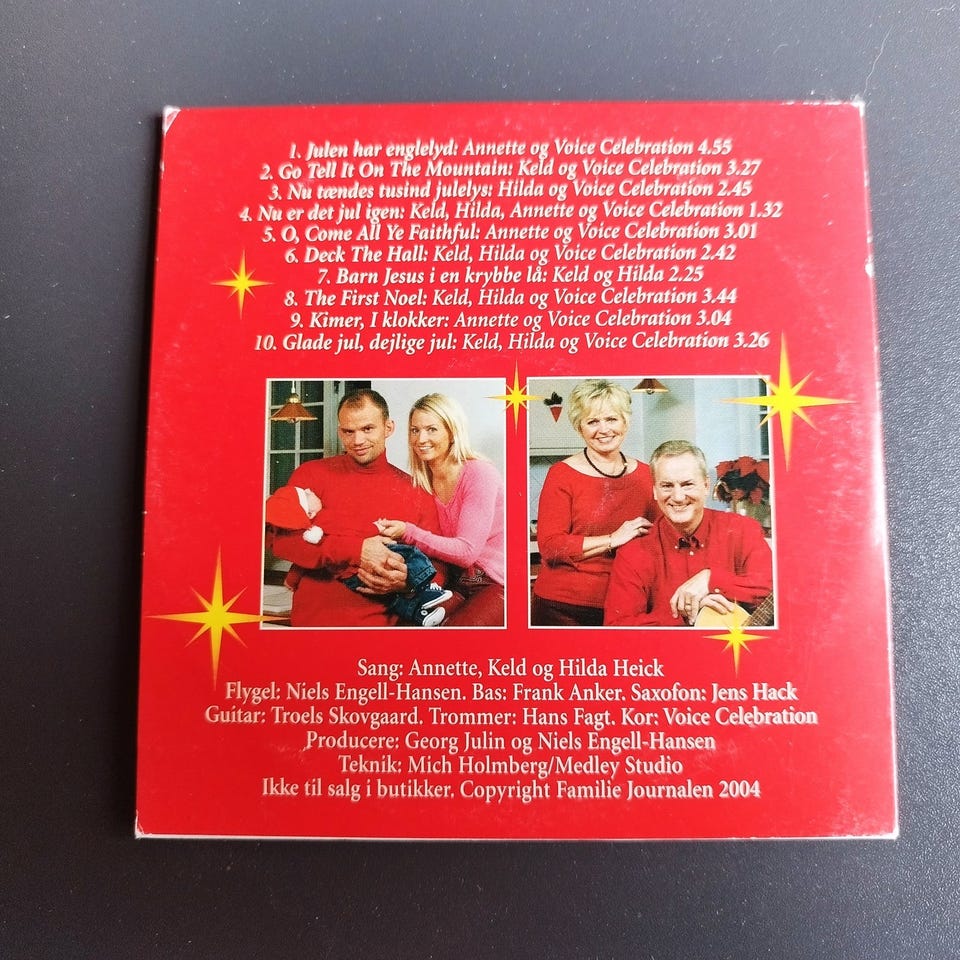 1. Julen har englelyd: Annette og Voice Celebration 4.55
2. Go Tell It On The Mountain: Keld og Voice Celebration 3.27
3. Nu tændes tusind julelys: Hilda og Voice Celebration 2.45
4. Nu er det jul igen: Keld, Hilda, Annette og Voice Celebration 1.32
5. O, Come All Ye Faithful: Annette og Voice Celebration 3.01
6. Deck The Hall: Keld, Hilda og Voice Celebration 2.42
7. Barn Jesus i en krybbe lå: Keld og Hilda 2.25
8. The First Noel: Keld, Hilda og Voice Celebration 3.44
9. Kimer, I klokker: Annette og Voice Celebration 3.04
10. Glade jul, dejlige jul: Keld, Hilda og Voice Celebration 3.26
Sang: Annette, Keld og Hilda Heick
Flygel: Niels Engell-Hansen. Bas: Frank Anker. Saxofon: Jens Hack
Guitar: Troels Skovgaard. Trommer: Hans Fagt. Kor: Voice Celebration
Producere: Georg Julin og Niels Engell-Hansen
Teknik: Mich Holmberg/Medley Studio
Ikke til salg i butikker. Copyright Familie Journalen 2004